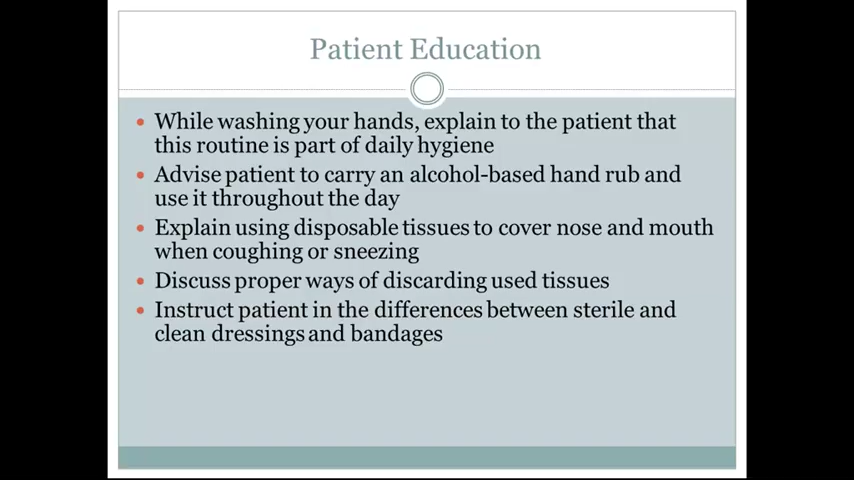 Patient Education
• While washing your hands, explain to the patient that
this routine is part of daily hygiene
• Advise patient to carry an alcohol-based hand rub and
use it throughout the day
• Explain using disposable tissues to cover nose and mouth
when coughing or sneezing
• Discuss proper ways of discarding used tissues
• Instruct patient in the differences between sterile and
clean dressings and bandages